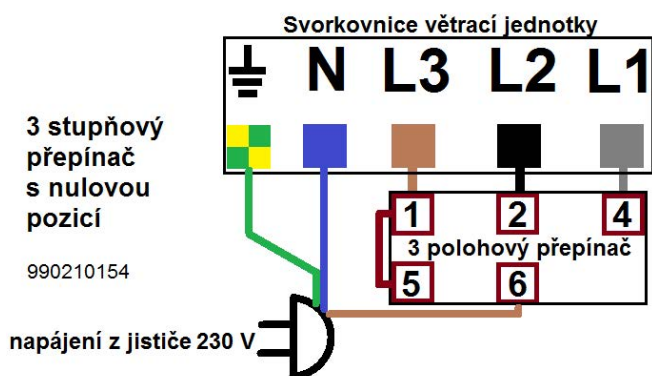 Svorkovnice větrací jednotky
N L3 L2 L1
3 stupňový
přepínač
s nulovou
pozicí
990210154
1 2 4
3 polohový přepínač
5 6
napájení z jističe 230 V